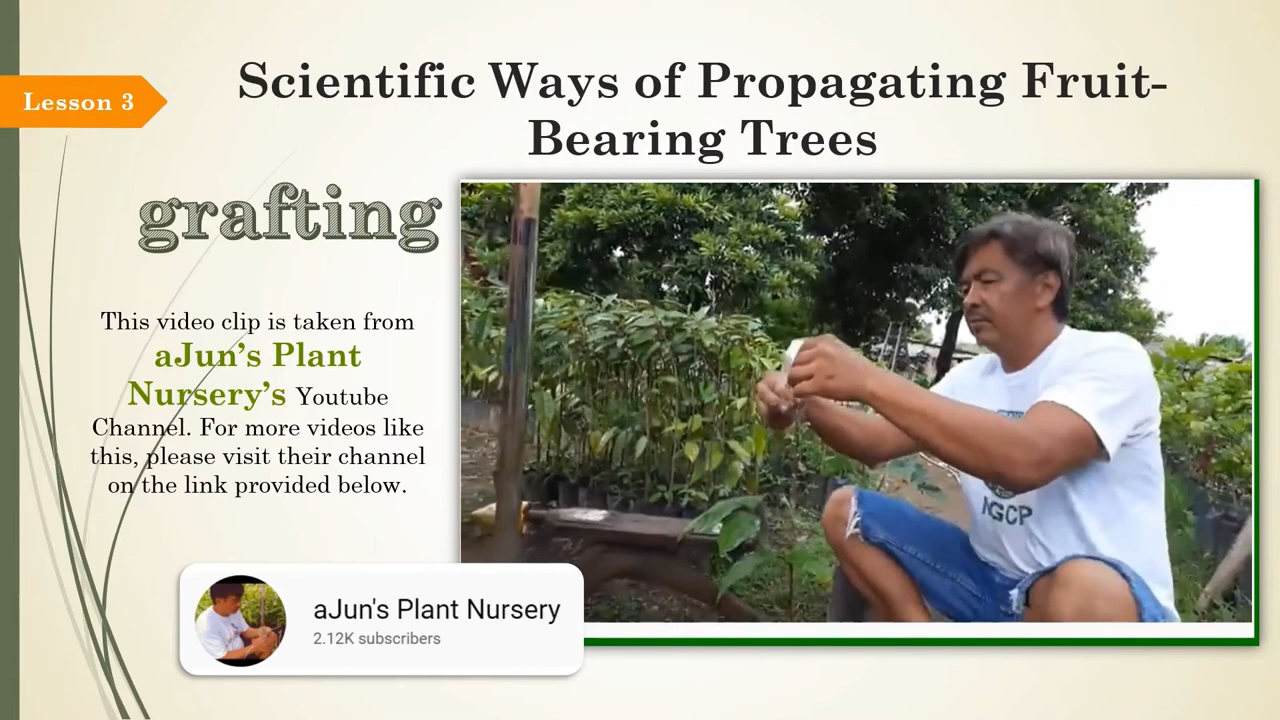 Lesson 3
Scientific Ways of Propagating Fruit-
Bearing Trees
grafting
This video clip is taken from
aJun’s Plant
Nursery’s Youtube
Channel. For more videos like
this, please visit their channel
on the link provided below.
NGCP
aJun's Plant Nursery
2.12K subscribers